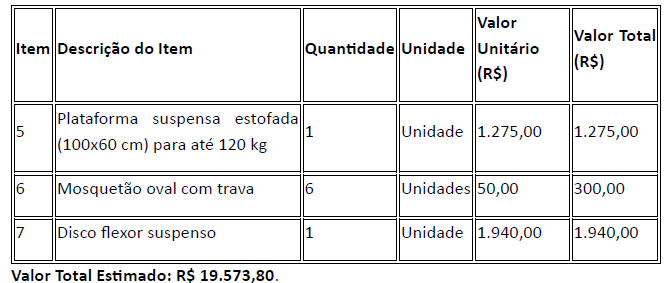 Item Descrição do Item Quantidade Unidade Valor Unitário (R$) Valor Total (R$)
5 Plataforma suspensa estofada (100x60 cm) para até 120 kg 1 Unidade 1.275,00 1.275,00
6 Mosquetão oval com trava 6 Unidades 50,00 300,00
7 Disco flexor suspenso 1 Unidade 1.940,00 1.940,00
Valor Total Estimado: R$ 19.573,80.